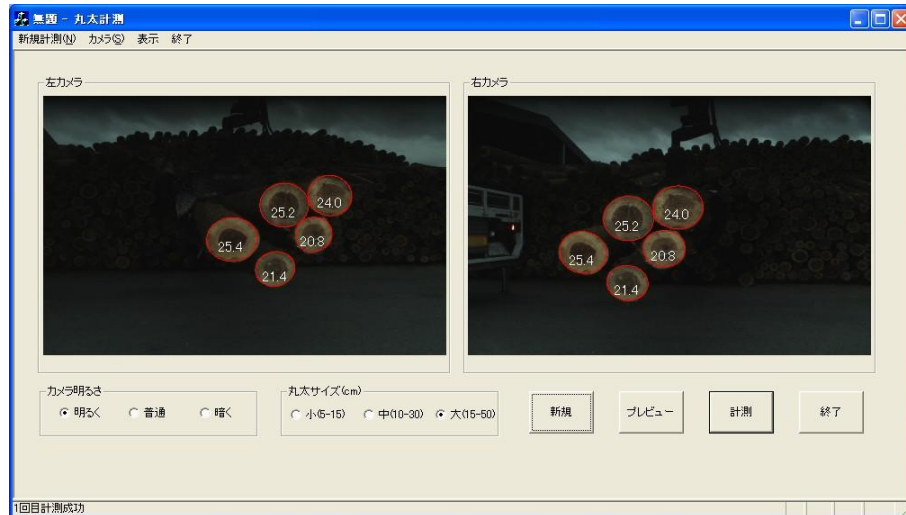 無題 - 丸太計測
新規計測(N) カメラ(S) 表示 終了
左カメラ
右カメラ
25.2 24.0
25.4 20.8
21.4
25.2 24.0
25.4 20.8
21.4
カメラ明るさ
明るく 普通 暗く
丸太サイズ(cm)
小(5-15) 中(10-30) 大(15-50)
新規 プレビュー 計測 終了
1回目計測成功